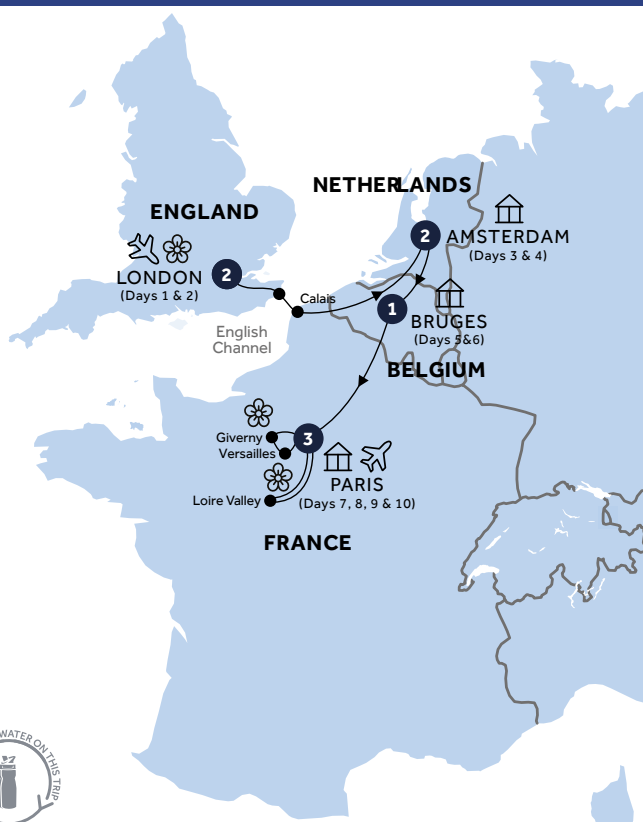 NETHERLANDS
ENGLAND
2
AMSTERDAM
(Days 3 & 4)
LONDON
(Days 1 & 2)
2
Calais
1
BRUGES
(Days 5&6)
English
Channel
BELGIUM
Giverny
Versailles
3
PARIS
(Days 7, 8, 9 & 10)
Loire Valley
FRANCE
WATER ON THIS TRIP